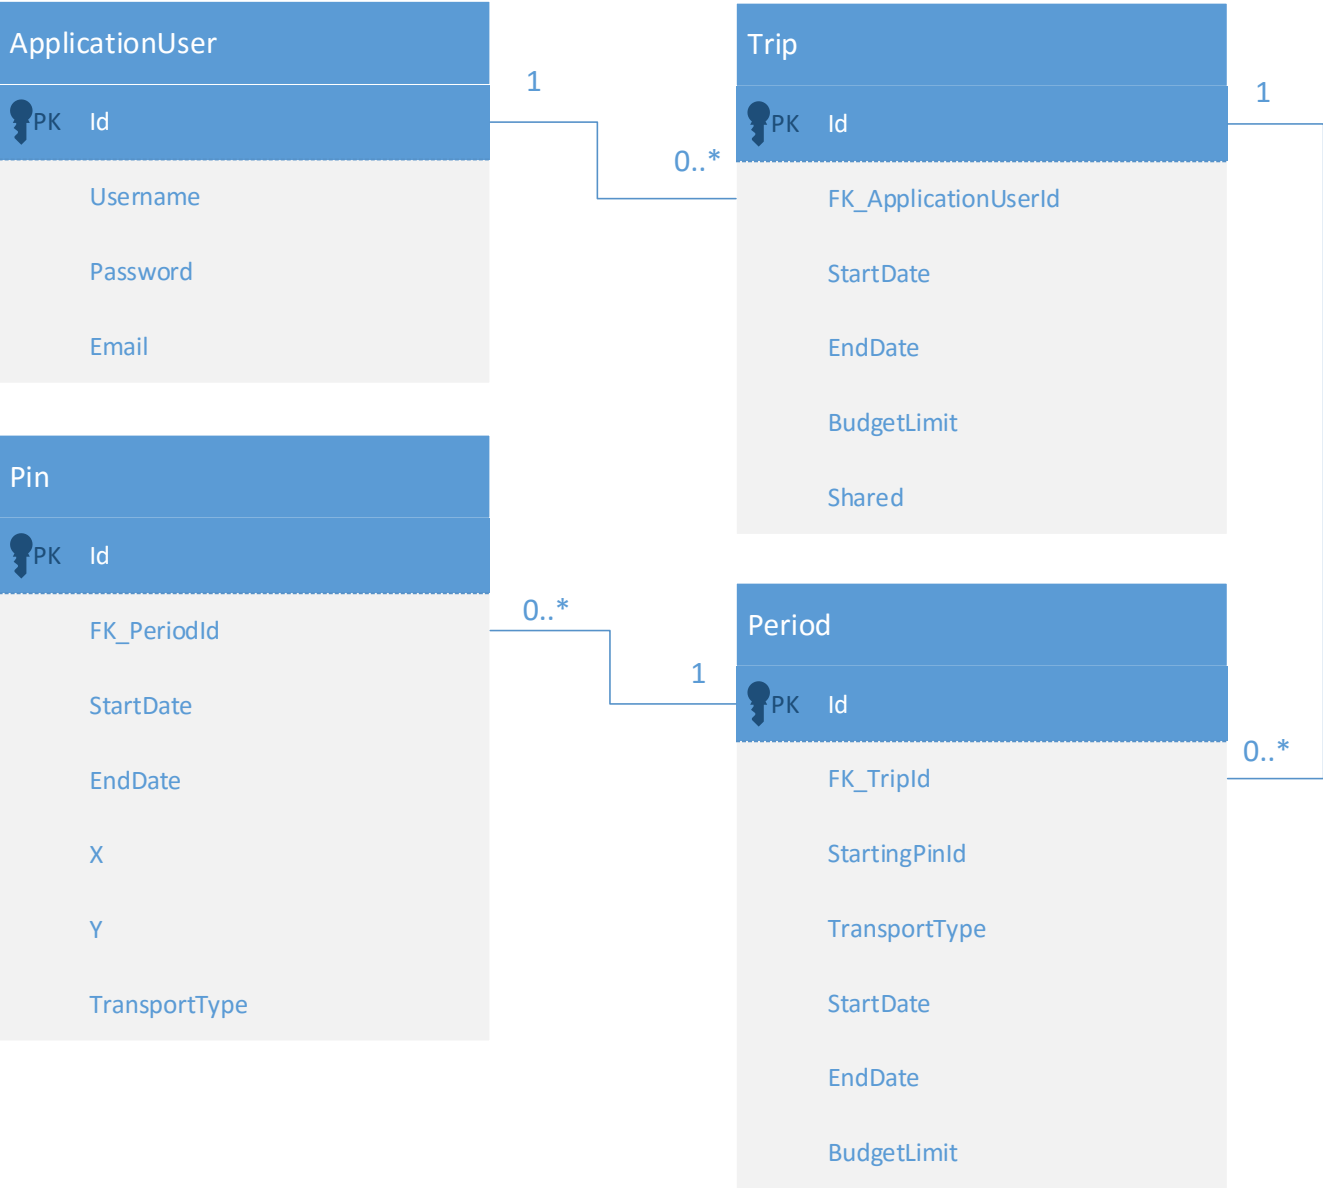 ApplicationUser
PK Id
Username
Password
Email
1
0..*
Trip
PK Id
FK_ApplicationUserId
StartDate
EndDate
BudgetLimit
Shared
1
0..*
Pin
PK Id
FK_PeriodId
StartDate
EndDate
X
Y
TransportType
0..*
1
Period
PK Id
FK_TripId
StartingPinId
TransportType
StartDate
EndDate
BudgetLimit